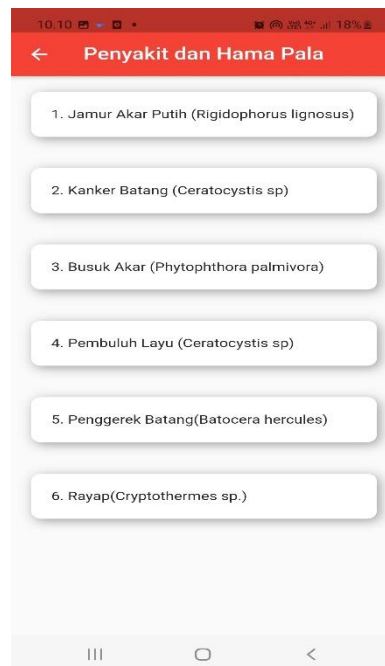 10.10 18%
Penyakit dan Hama Pala
1. Jamur Akar Putih (Rigidophorus lignosus)
2. Kanker Batang (Ceratocystis sp)
3. Busuk Akar (Phytophthora palmivora)
4. Pembuluh Layu (Ceratocystis sp)
5. Penggerek Batang(Batocera hercules)
6. Rayap(Cryptothermes sp.)